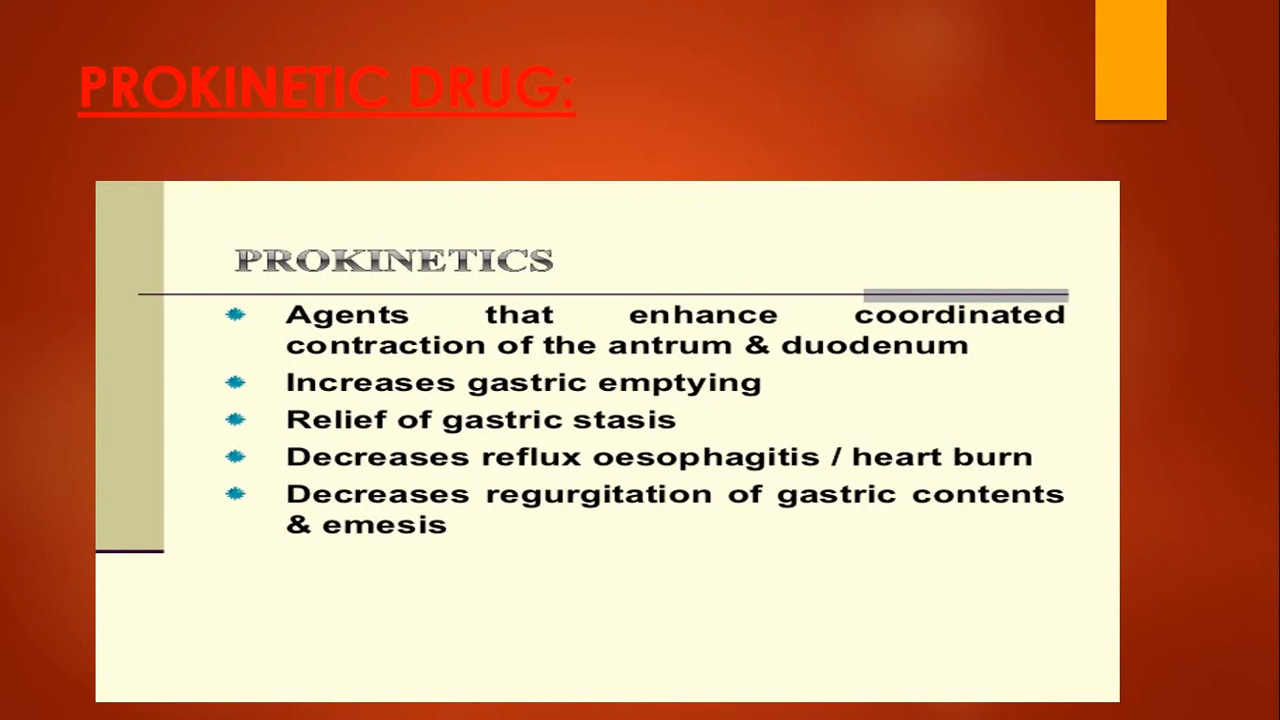 PROKINETIC DRUG:
PROKINETICS
Agents that enhance coordinated
contraction of the antrum & duodenum
Increases gastric emptying
Relief of gastric stasis
Decreases reflux oesophagitis / heart burn
Decreases regurgitation of gastric contents
& emesis